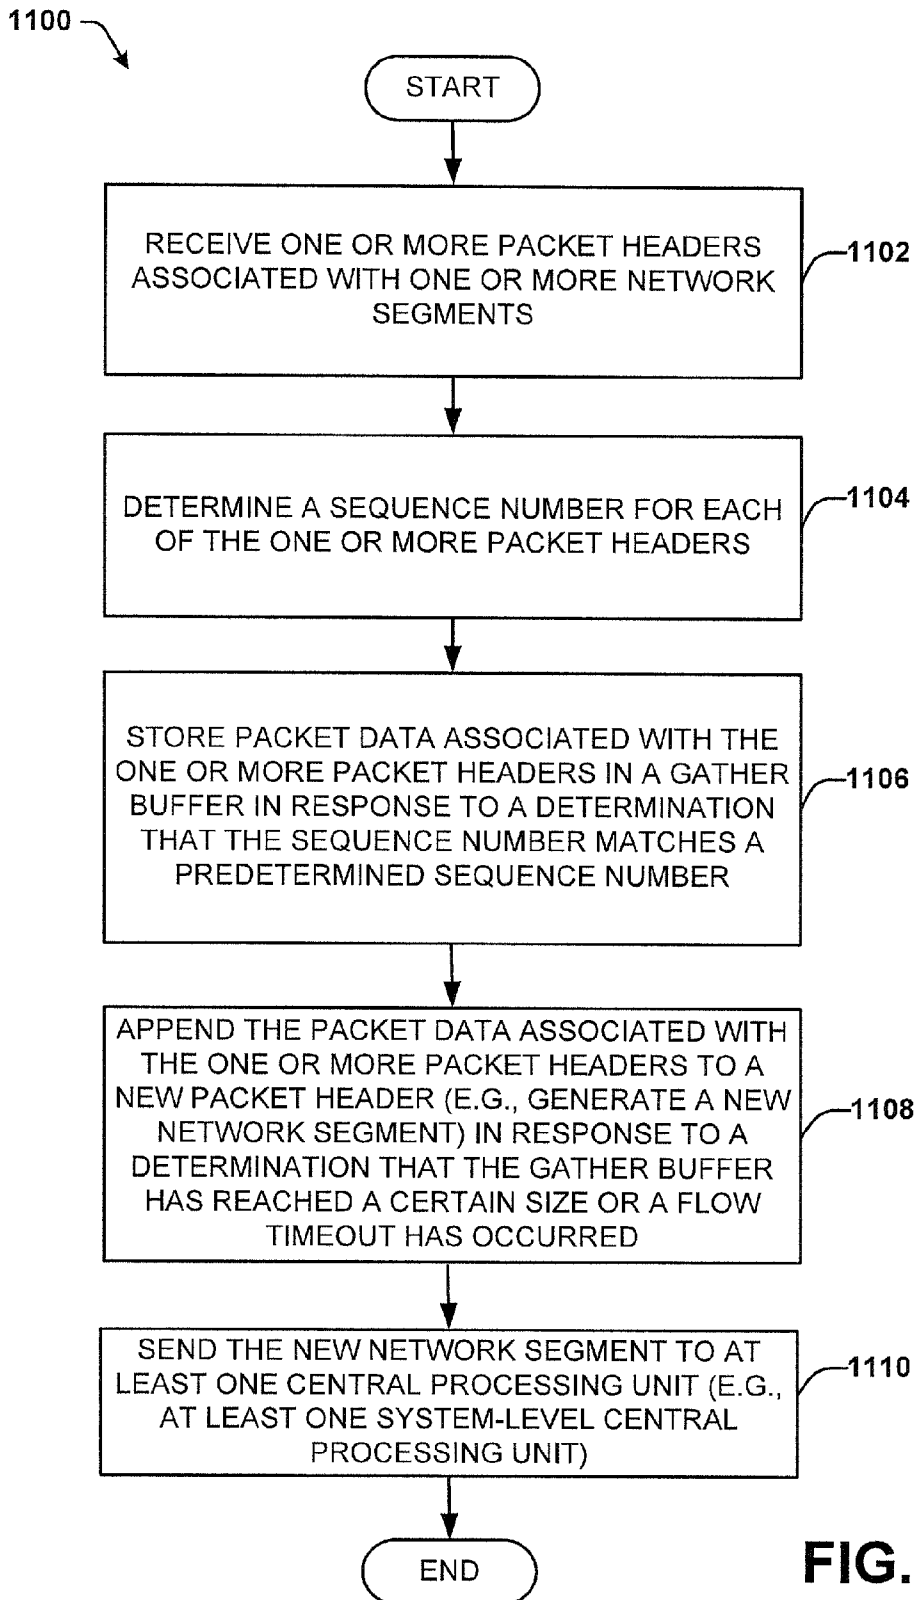 1100
START
RECEIVE ONE OR MORE PACKET HEADERS
ASSOCIATED WITH ONE OR MORE NETWORK
SEGMENTS
1102
DETERMINE A SEQUENCE NUMBER FOR EACH
OF THE ONE OR MORE PACKET HEADERS
1104
STORE PACKET DATA ASSOCIATED WITH THE
ONE OR MORE PACKET HEADERS IN A GATHER
BUFFER IN RESPONSE TO A DETERMINATION
THAT THE SEQUENCE NUMBER MATCHES A
PREDETERMINED SEQUENCE NUMBER
1106
APPEND THE PACKET DATA ASSOCIATED WITH
THE ONE OR MORE PACKET HEADERS TO A
NEW PACKET HEADER (E.G., GENERATE A NEW
NETWORK SEGMENT) IN RESPONSE TO A
DETERMINATION THAT THE GATHER BUFFER
HAS REACHED A CERTAIN SIZE OR A FLOW
TIMEOUT HAS OCCURRED
1108
SEND THE NEW NETWORK SEGMENT TO AT
LEAST ONE CENTRAL PROCESSING UNIT (E.G.,
AT LEAST ONE SYSTEM-LEVEL CENTRAL
PROCESSING UNIT)
1110
END
FIG.